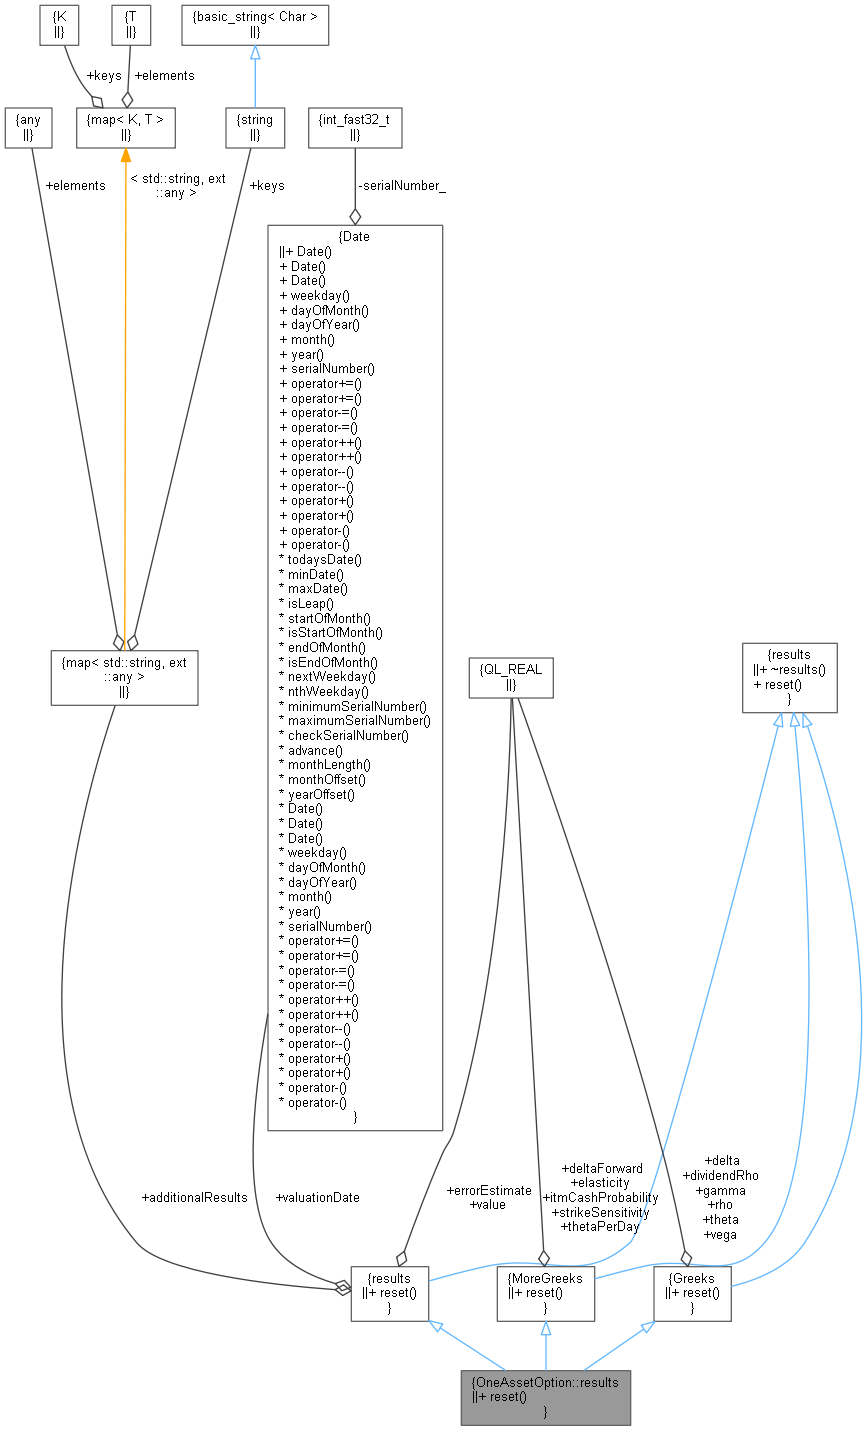 {K
||}
{T
||}
{basic_string< Char >
||}
+keys
+elements
{any
||}
{map< K, T >
||}
{string
||}
{int_fast32_t
||}
+elements
< std::string, ext
::any >
+keys
-serialNumber_
{Date
||+ Date()
+ Date()
+ Date()
+ weekday()
+ dayOfMonth()
+ dayOfYear()
+ month()
+ year()
+ serialNumber()
+ operator+=()
+ operator+=()
+ operator-=()
+ operator-=()
+ operator++()
+ operator++()
+ operator--()
+ operator--()
+ operator+()
+ operator+()
+ operator-()
+ operator-()
* todaysDate()
* minDate()
* maxDate()
* isLeap()
* startOfMonth()
* isStartOfMonth()
* endOfMonth()
* isEndOfMonth()
* nextWeekday()
* nthWeekday()
* minimumSerialNumber()
* maximumSerialNumber()
* checkSerialNumber()
* advance()
* monthLength()
* monthOffset()
* yearOffset()
* Date()
* Date()
* Date()
* weekday()
* dayOfMonth()
* dayOfYear()
* month()
* year()
* serialNumber()
* operator+=()
* operator+=()
* operator-=()
* operator-=()
* operator++()
* operator++()
* operator--()
* operator--()
* operator+()
* operator+()
* operator-()
* operator-()
}
{map< std::string, ext
::any >
||}
{QL_REAL
||}
{results
||+ ~results()
+ reset()
}
+additionalResults
+valuationDate
+errorEstimate
+value
+deltaForward
+elasticity
+itmCashProbability
+strikeSensitivity
+thetaPerDay
+delta
+dividendRho
+gamma
+rho
+theta
+vega
{results
||+ reset()
}
{MoreGreeks
||+ reset()
}
{Greeks
||+ reset()
}
{OneAssetOption::results
||+ reset()
}